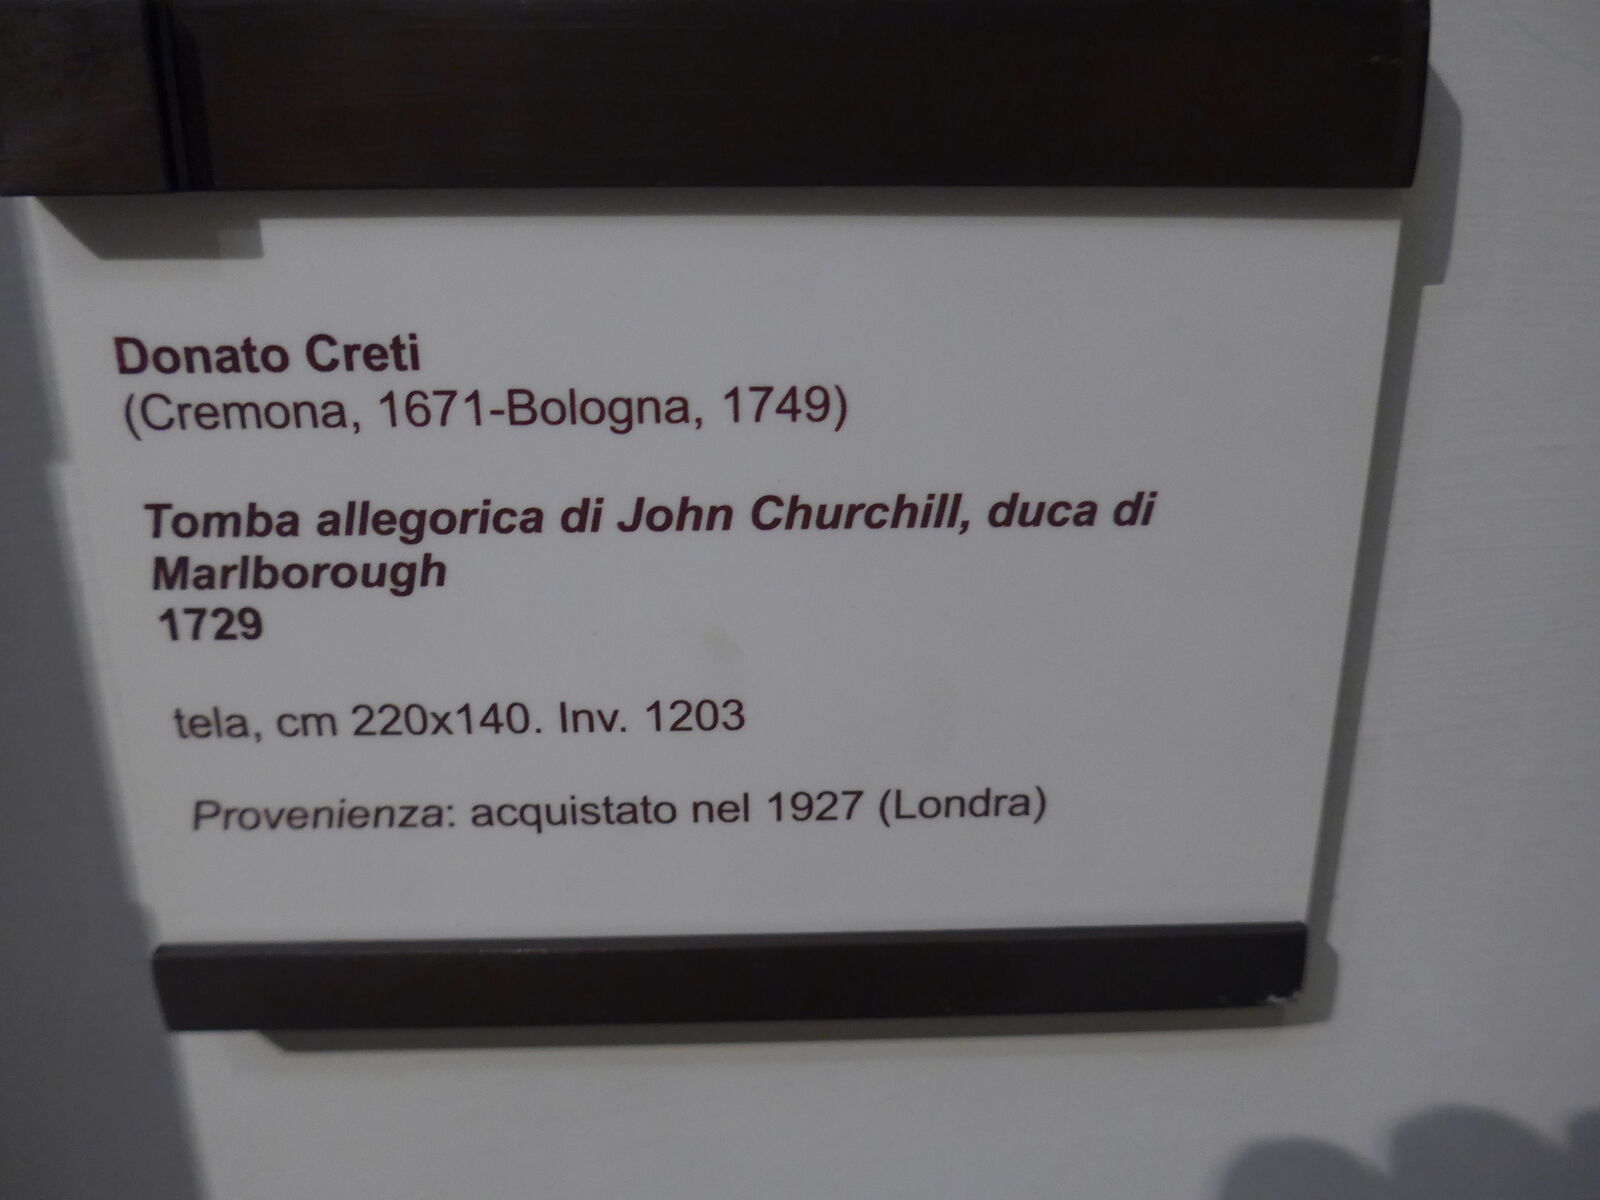 Donato Creti
(Cremona, 1671-Bologna, 1749)
Tomba allegorica di John Churchill, duca di
Marlborough
1729
tela, cm 220x140. Inv. 1203
Provenienza: acquistato nel 1927 (Londra)